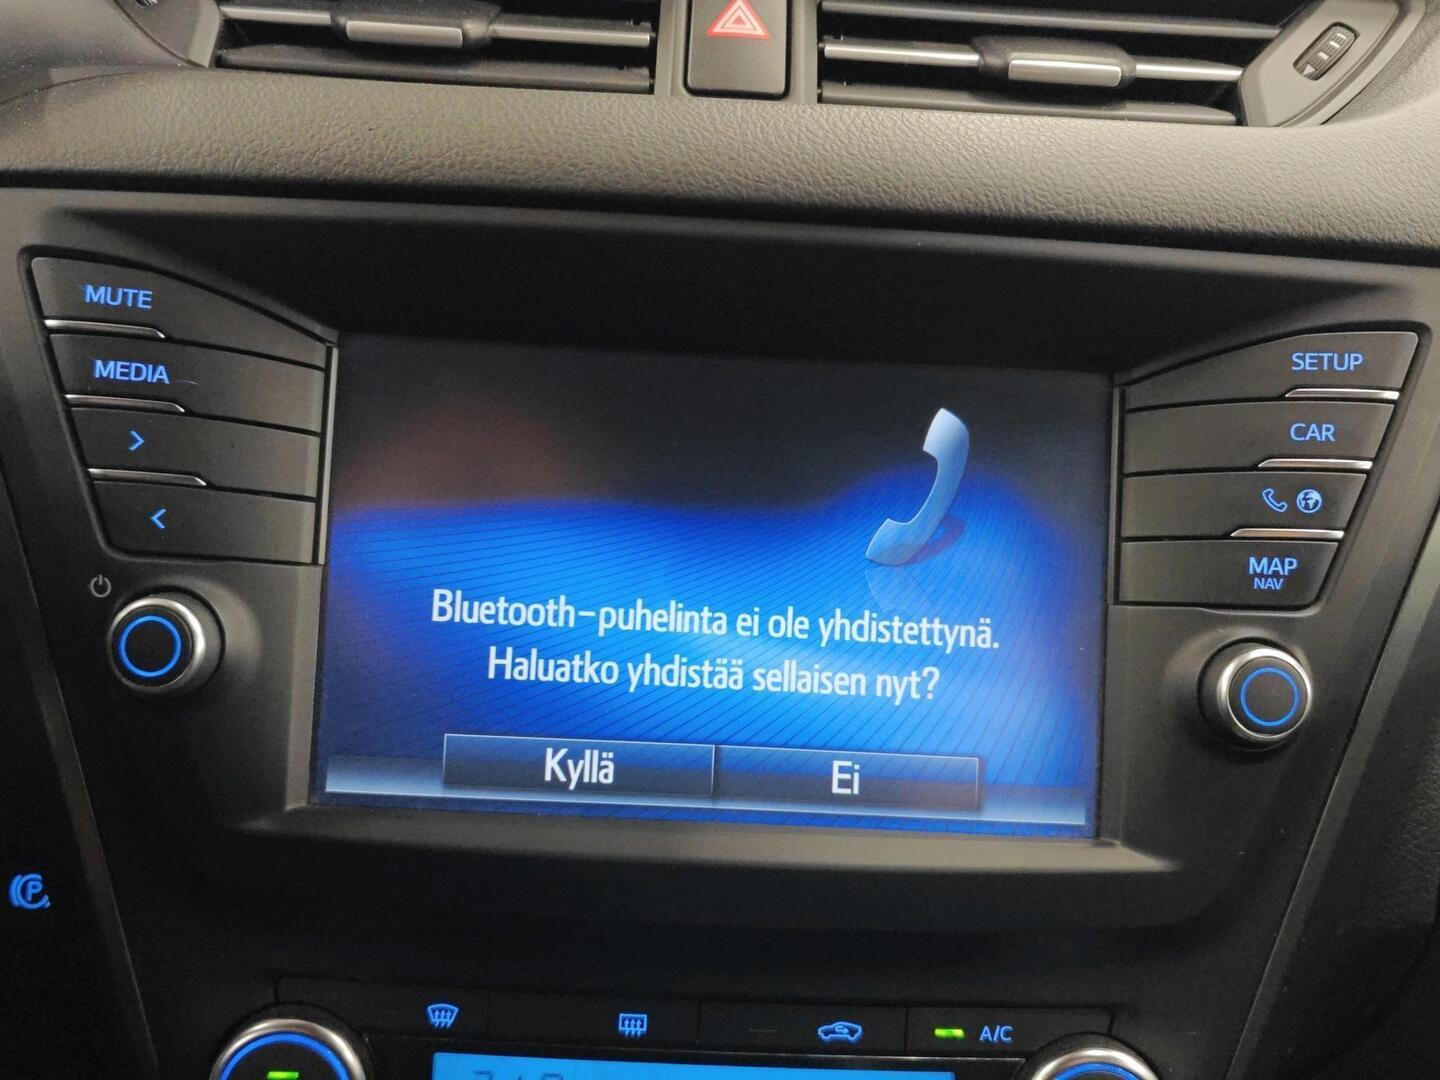 MUTE
MEDIA
SETUP
CAR
MAP
NAV
Bluetooth-puhelinta ei ole yhdistettynä.
Haluatko yhdistää sellaisen nyt?
Kyllä
Ei
P
A/C